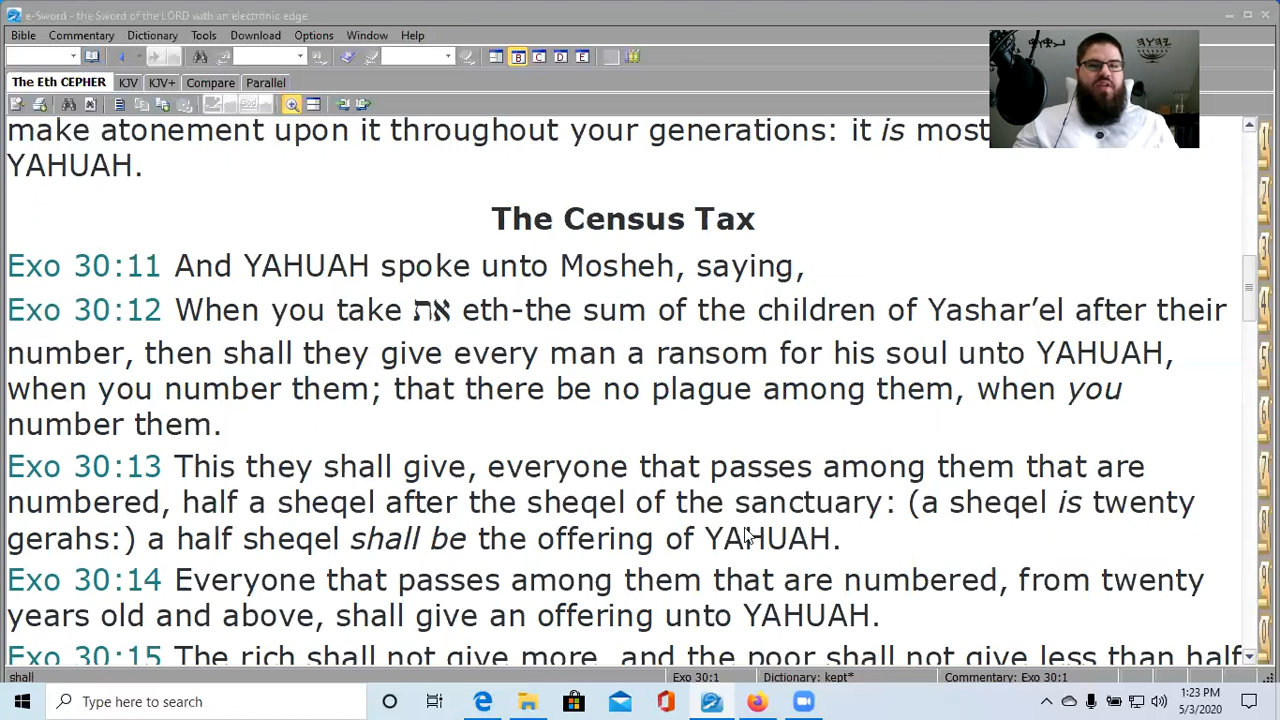 e-Sword - the Sword of the LORD with an electronic edge
Bible Commentary Dictionary Tools Download Options Window Help
B C D E
The Eth CEPHER KJV KJV+ Compare Parallel
make atonement upon it throughout your generations: it is most
YAHUAH.
The Census Tax
Exo 30:11 And YAHUAH spoke unto Mosheh, saying,
Exo 30:12 When you take את eth-the sum of the children of Yashar’el after their
number, then shall they give every man a ransom for his soul unto YAHUAH,
when you number them; that there be no plague among them, when you
number them.
Exo 30:13 This they shall give, everyone that passes among them that are
numbered, half a sheqel after the sheqel of the sanctuary: (a sheqel is twenty
gerahs:) a half sheqel shall be the offering of YAHUAH.
Exo 30:14 Everyone that passes among them that are numbered, from twenty
years old and above, shall give an offering unto YAHUAH.
Exo 30:15 The rich shall not give more, and the poor shall not give less than half
shall Exo 30:1 Dictionary: kept* Commentary: Exo 30:1
Type here to search
1:23 PM
5/3/2020